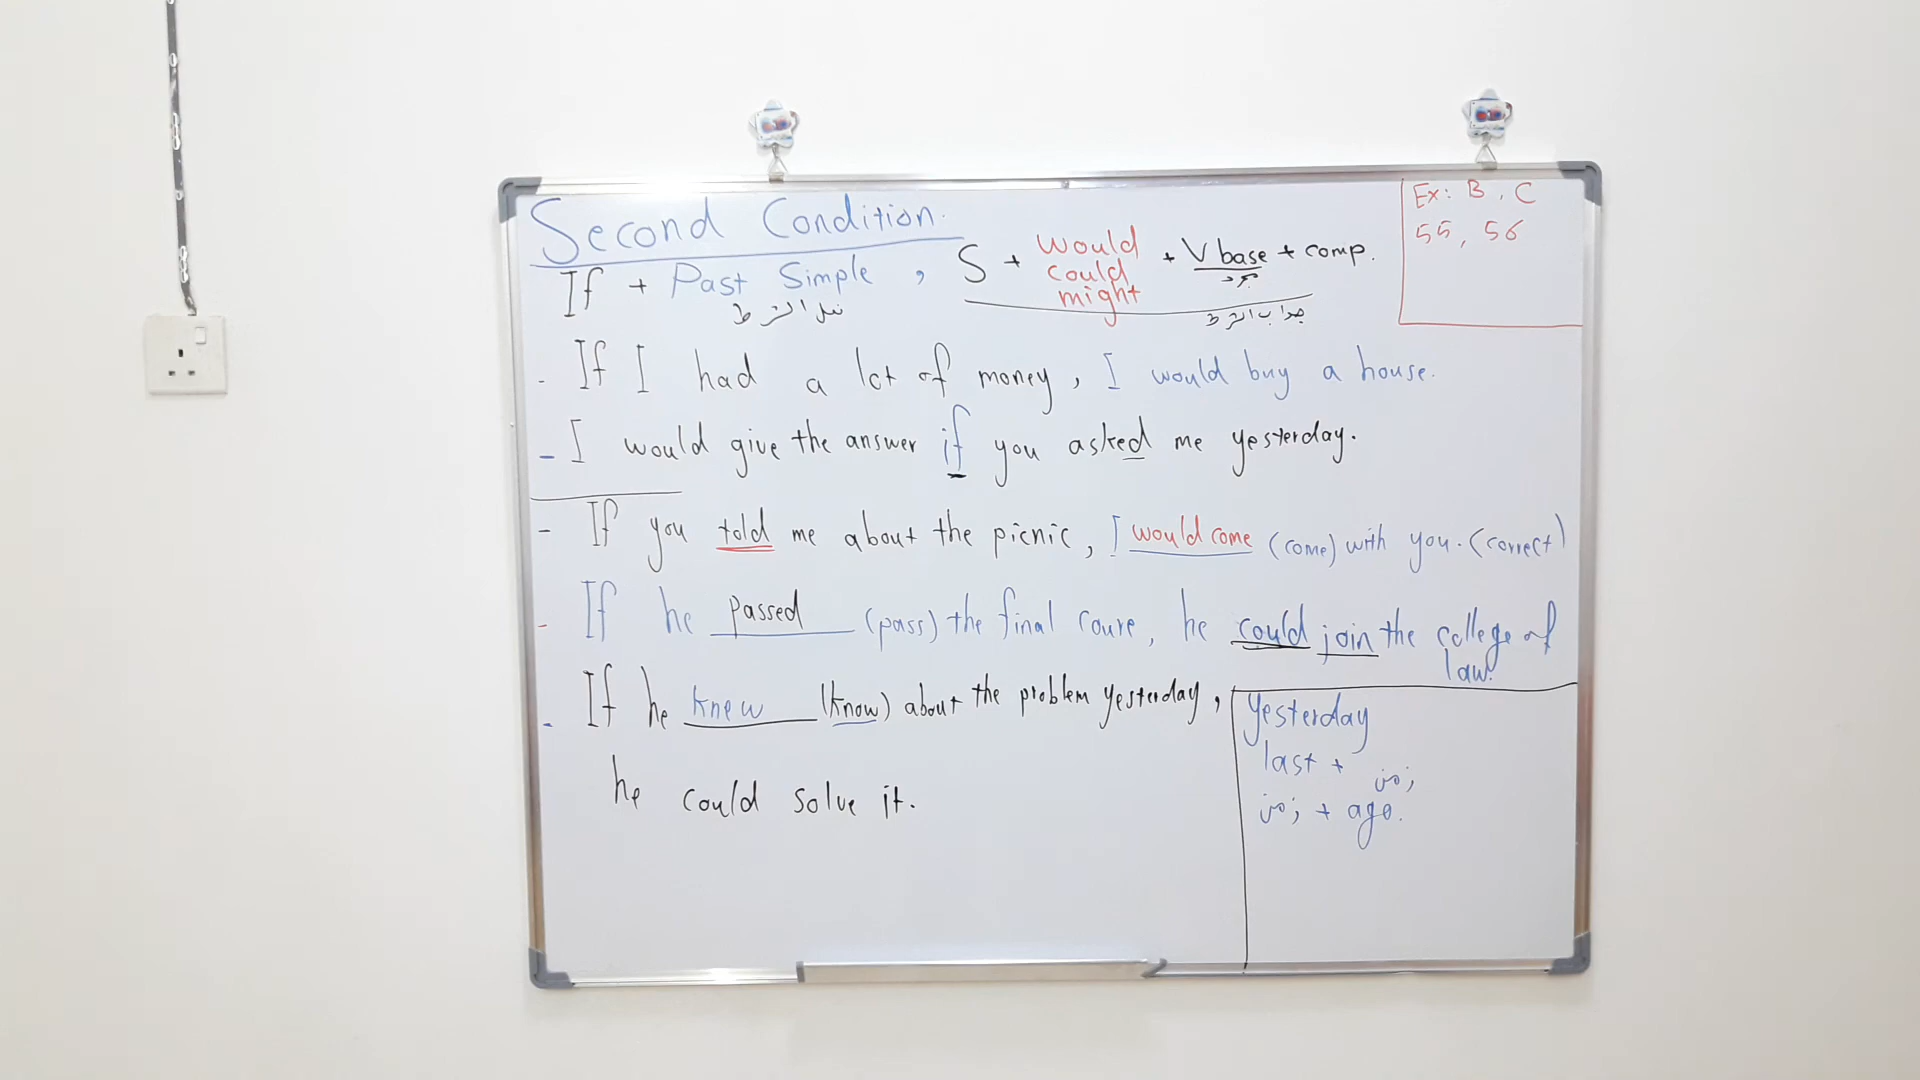 Second Condition.
Ex: B, C
55, 56
If + Past Simple , S + would + V base + comp.
could
might
مجرد
فعل الشرط
جواب الشرط
- If I had a lot of money, I would buy a house.
- I would give the answer if you asked me yesterday.
- If you told me about the picnic, I would come (come) with you. (correct)
- If he passed (pass) the final coure, he could join the college of
law.
- If he knew (know) about the problem yesterday,
he could solve it.
yesterday
last + زمن
زمن + ago.